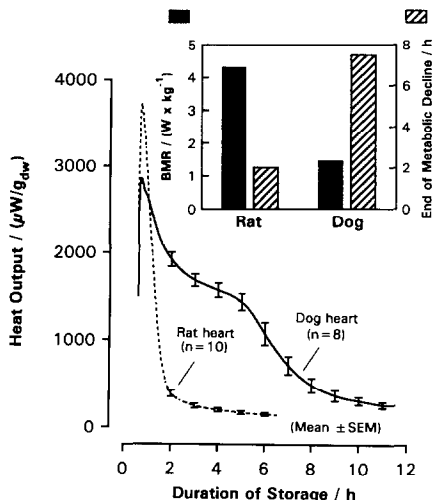 Heat Output / (μW/g_dw)
4000
3000
2000
1000
0
BMR / (W x kg⁻¹)
5
4
3
2
1
0
End of Metabolic Decline / h
8
6
4
2
0
Rat
Dog
Rat heart
(n=10)
Dog heart
(n=8)
(Mean ±SEM)
0 2 4 6 8 10 12
Duration of Storage / h